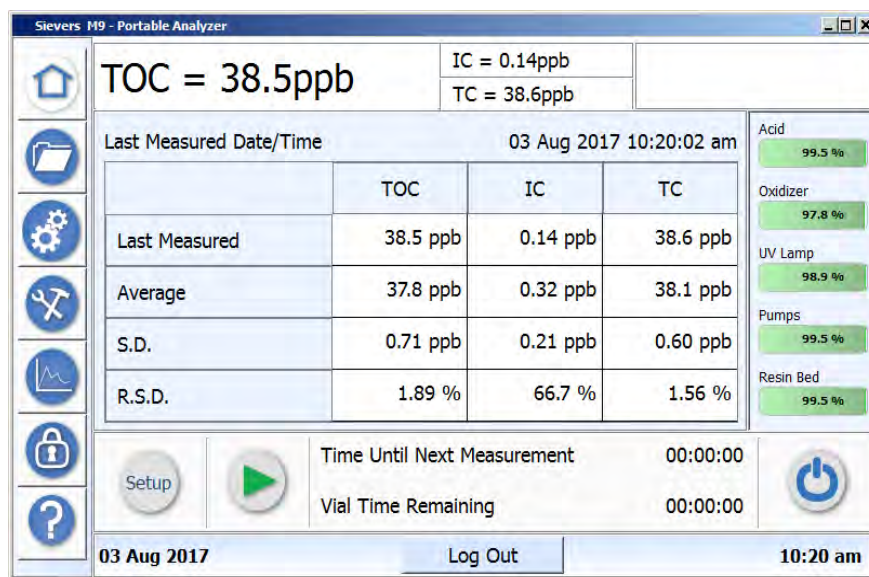 Sievers M9 - Portable Analyzer
TOC = 38.5ppb
IC = 0.14ppb
TC = 38.6ppb
Last Measured Date/Time 03 Aug 2017 10:20:02 am
TOC IC TC
Last Measured 38.5 ppb 0.14 ppb 38.6 ppb
Average 37.8 ppb 0.32 ppb 38.1 ppb
S.D. 0.71 ppb 0.21 ppb 0.60 ppb
R.S.D. 1.89 % 66.7 % 1.56 %
Acid
99.5 %
Oxidizer
97.8 %
UV Lamp
98.9 %
Pumps
99.5 %
Resin Bed
99.5 %
Setup
Time Until Next Measurement 00:00:00
Vial Time Remaining 00:00:00
03 Aug 2017 Log Out 10:20 am